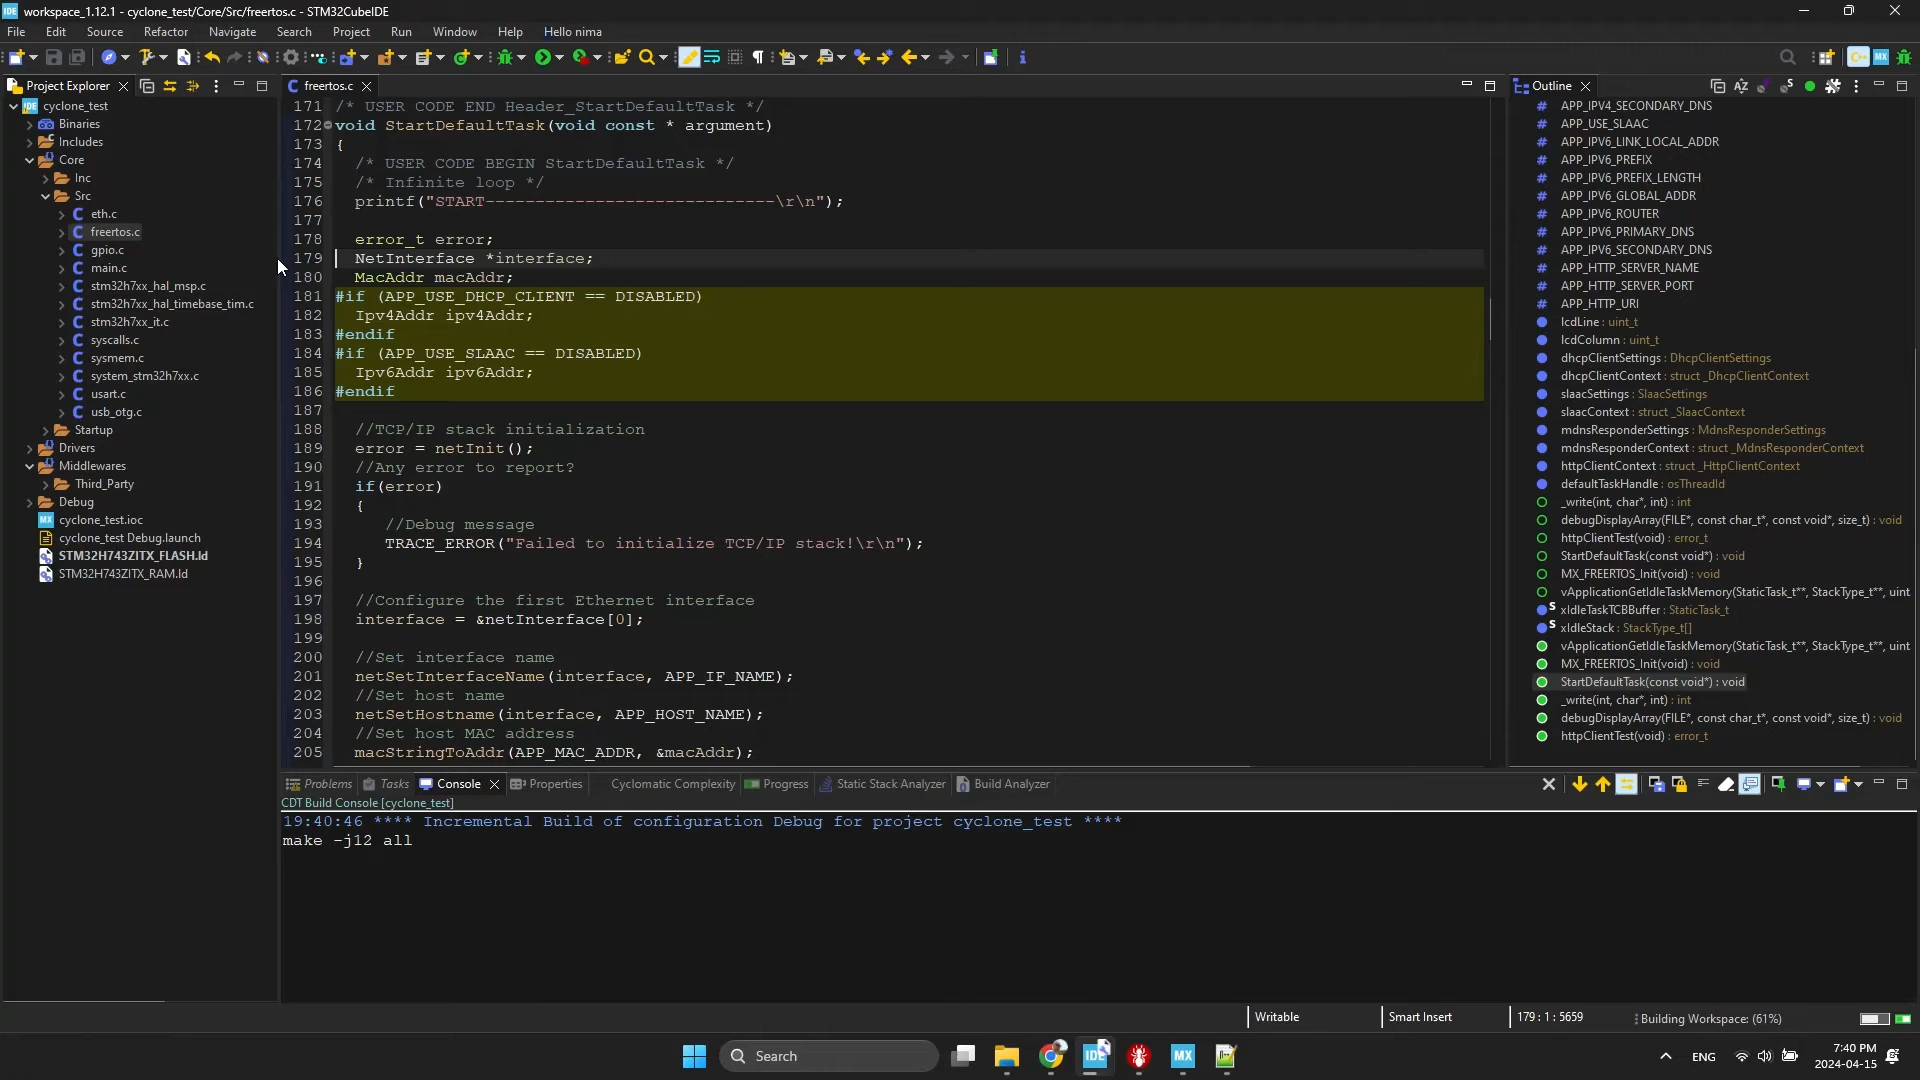 workspace_1.12.1 - cyclone_test/Core/Src/freertos.c - STM32CubeIDE
File Edit Source Refactor Navigate Search Project Run Window Help Hello nima
Project Explorer
cyclone_test
Binaries
Includes
Core
Inc
Src
eth.c
freertos.c
gpio.c
main.c
stm32h7xx_hal_msp.c
stm32h7xx_hal_timebase_tim.c
stm32h7xx_it.c
syscalls.c
sysmem.c
system_stm32h7xx.c
usart.c
usb_otg.c
Startup
Drivers
Middlewares
Third_Party
Debug
cyclone_test.ioc
cyclone_test Debug.launch
STM32H743ZITX_FLASH.ld
STM32H743ZITX_RAM.ld
freertos.c
171 /* USER CODE END Header_StartDefaultTask */
172 void StartDefaultTask(void const * argument)
173 {
174 /* USER CODE BEGIN StartDefaultTask */
175 /* Infinite loop */
176 printf("START-----------------------------\r\n");
177
178 error_t error;
179 NetInterface *interface;
180 MacAddr macAddr;
181 #if (APP_USE_DHCP_CLIENT == DISABLED)
182 Ipv4Addr ipv4Addr;
183 #endif
184 #if (APP_USE_SLAAC == DISABLED)
185 Ipv6Addr ipv6Addr;
186 #endif
187
188 //TCP/IP stack initialization
189 error = netInit();
190 //Any error to report?
191 if(error)
192 {
193 //Debug message
194 TRACE_ERROR("Failed to initialize TCP/IP stack!\r\n");
195 }
196
197 //Configure the first Ethernet interface
198 interface = &netInterface[0];
199
200 //Set interface name
201 netSetInterfaceName(interface, APP_IF_NAME);
202 //Set host name
203 netSetHostname(interface, APP_HOST_NAME);
204 //Set host MAC address
205 macStringToAddr(APP_MAC_ADDR, &macAddr);
Outline
# APP_IPV4_SECONDARY_DNS
# APP_USE_SLAAC
# APP_IPV6_LINK_LOCAL_ADDR
# APP_IPV6_PREFIX
# APP_IPV6_PREFIX_LENGTH
# APP_IPV6_GLOBAL_ADDR
# APP_IPV6_ROUTER
# APP_IPV6_PRIMARY_DNS
# APP_IPV6_SECONDARY_DNS
# APP_HTTP_SERVER_NAME
# APP_HTTP_SERVER_PORT
# APP_HTTP_URI
lcdLine : uint_t
lcdColumn : uint_t
dhcpClientSettings : DhcpClientSettings
dhcpClientContext : struct _DhcpClientContext
slaacSettings : SlaacSettings
slaacContext : struct _SlaacContext
mdnsResponderSettings : MdnsResponderSettings
mdnsResponderContext : struct _MdnsResponderContext
httpClientContext : struct _HttpClientContext
defaultTaskHandle : osThreadId
_write(int, char*, int) : int
debugDisplayArray(FILE*, const char_t*, const void*, size_t) : void
httpClientTest(void) : error_t
StartDefaultTask(const void*) : void
MX_FREERTOS_Init(void) : void
vApplicationGetIdleTaskMemory(StaticTask_t**, StackType_t**, uint
S xIdleTaskTCBBuffer : StaticTask_t
S xIdleStack : StackType_t[]
vApplicationGetIdleTaskMemory(StaticTask_t**, StackType_t**, uint
MX_FREERTOS_Init(void) : void
StartDefaultTask(const void*) : void
_write(int, char*, int) : int
debugDisplayArray(FILE*, const char_t*, const void*, size_t) : void
httpClientTest(void) : error_t
Problems Tasks Console Properties Cyclomatic Complexity Progress Static Stack Analyzer Build Analyzer
CDT Build Console [cyclone_test]
19:40:46 **** Incremental Build of configuration Debug for project cyclone_test ****
make -j12 all
Writable Smart Insert 179 : 1 : 5659 Building Workspace: (61%)
Search
IDE
MX
ENG
7:40 PM
2024-04-15